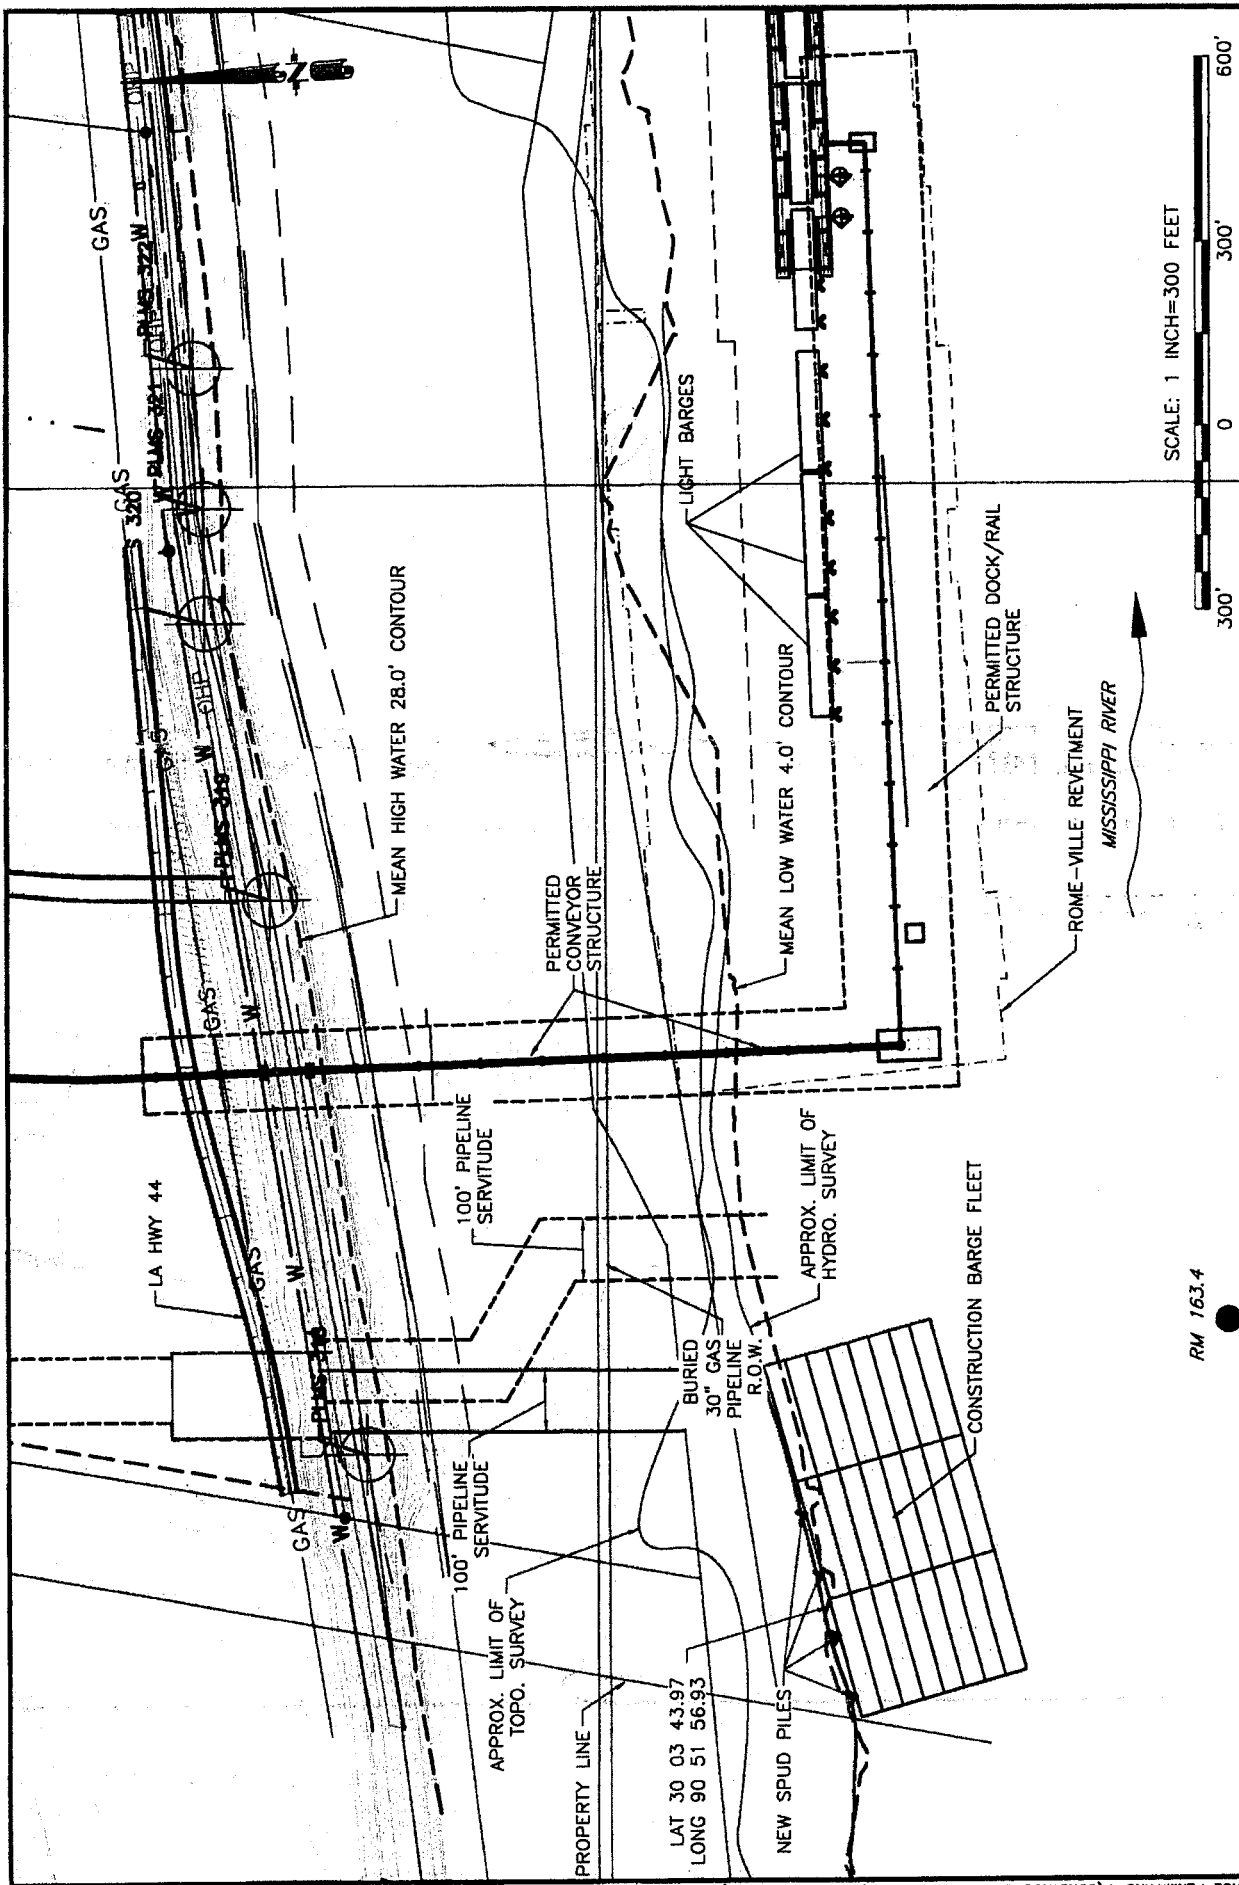 GAS
OHP
N
PLMS 322
W
OHP
PLMS 321
GAS
S 320
W
GAS
OHP
W
PLMS 319
GAS
W
LA HWY 44
GAS
W
GAS
W
MEAN HIGH WATER 28.0' CONTOUR
PERMITTED
CONVEYOR
STRUCTURE
100' PIPELINE
SERVITUDE
100' PIPELINE
SERVITUDE
APPROX. LIMIT OF
TOPO. SURVEY
PROPERTY LINE
LIGHT BARGES
MEAN LOW WATER 4.0' CONTOUR
APPROX. LIMIT OF
HYDRO. SURVEY
BURIED
30" GAS
PIPELINE
R.O.W.
LAT 30 03 43.97
LONG 90 51 56.93
NEW SPUD PILES
CONSTRUCTION BARGE FLEET
PERMITTED DOCK/RAIL
STRUCTURE
ROME-VILLE REVETMENT
MISSISSIPPI RIVER
RM 163.4
SCALE: 1 INCH=300 FEET
300' 0 300' 600'